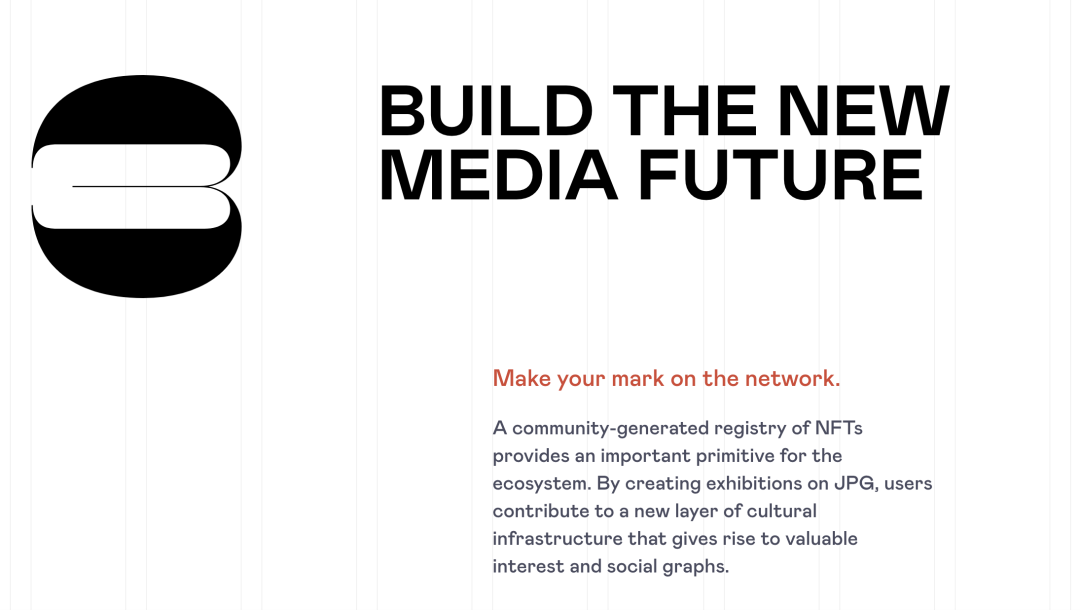 3
BUILD THE NEW
MEDIA FUTURE
Make your mark on the network.
A community-generated registry of NFTs
provides an important primitive for the
ecosystem. By creating exhibitions on JPG, users
contribute to a new layer of cultural
infrastructure that gives rise to valuable
interest and social graphs.